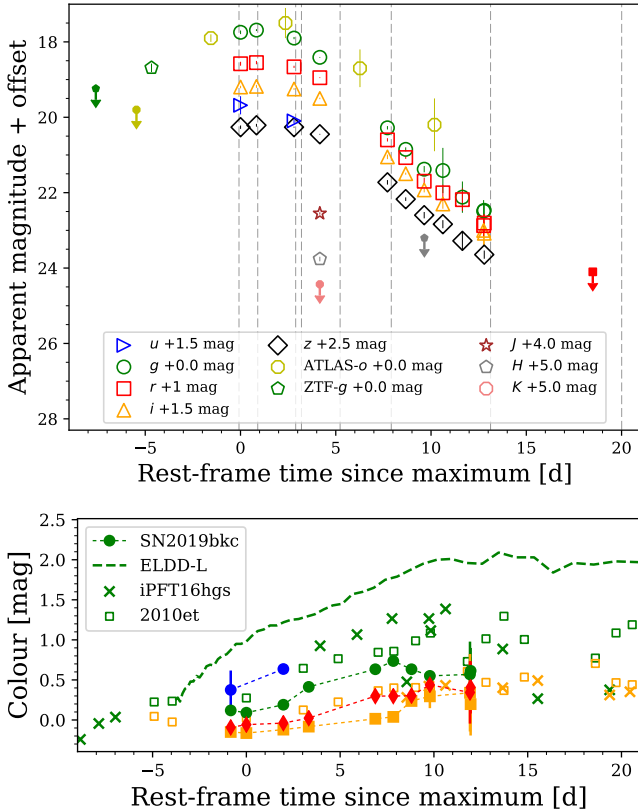 18
20
22
24
26
28
Apparent magnitude + offset
u +1.5 mag
g +0.0 mag
r +1 mag
i +1.5 mag
z +2.5 mag
ATLAS-o +0.0 mag
ZTF-g +0.0 mag
J +4.0 mag
H +5.0 mag
K +5.0 mag
−5 0 5 10 15 20
Rest-frame time since maximum [d]
2.5
2.0
1.5
1.0
0.5
0.0
Colour [mag]
SN2019bkc
ELDD-L
iPFT16hgs
2010et
−5 0 5 10 15 20
Rest-frame time since maximum [d]